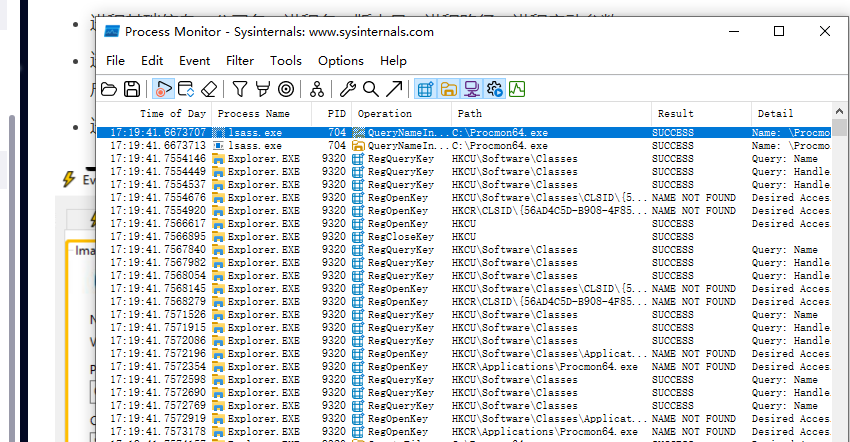 Process Monitor - Sysinternals: www.sysinternals.com
File Edit Event Filter Tools Options Help
Time of Day Process Name PID Operation Path Result Detail
17:19:41.6673707 lsass.exe 704 QueryNameIn... C:\Procmon64.exe SUCCESS Name: \Procmo
17:19:41.6673713 lsass.exe 704 QueryNameIn... C:\Procmon64.exe SUCCESS Name: \Procmo
17:19:41.7554146 Explorer.EXE 9320 RegQueryKey HKCU\Software\Classes SUCCESS Query: Name
17:19:41.7554449 Explorer.EXE 9320 RegQueryKey HKCU\Software\Classes SUCCESS Query: Handle
17:19:41.7554537 Explorer.EXE 9320 RegQueryKey HKCU\Software\Classes SUCCESS Query: Handle
17:19:41.7554676 Explorer.EXE 9320 RegOpenKey HKCU\Software\Classes\CLSID\{5... NAME NOT FOUND Desired Acces
17:19:41.7554920 Explorer.EXE 9320 RegOpenKey HKCR\CLSID\{56AD4C5D-B908-4F85... NAME NOT FOUND Desired Acces
17:19:41.7566617 Explorer.EXE 9320 RegOpenKey HKCU SUCCESS Desired Acces
17:19:41.7566895 Explorer.EXE 9320 RegCloseKey HKCU SUCCESS
17:19:41.7567840 Explorer.EXE 9320 RegQueryKey HKCU\Software\Classes SUCCESS Query: Name
17:19:41.7567982 Explorer.EXE 9320 RegQueryKey HKCU\Software\Classes SUCCESS Query: Handle
17:19:41.7568054 Explorer.EXE 9320 RegQueryKey HKCU\Software\Classes SUCCESS Query: Handle
17:19:41.7568145 Explorer.EXE 9320 RegOpenKey HKCU\Software\Classes\CLSID\{5... NAME NOT FOUND Desired Acces
17:19:41.7568279 Explorer.EXE 9320 RegOpenKey HKCR\CLSID\{56AD4C5D-B908-4F85... NAME NOT FOUND Desired Acces
17:19:41.7571526 Explorer.EXE 9320 RegQueryKey HKCU\Software\Classes SUCCESS Query: Name
17:19:41.7571915 Explorer.EXE 9320 RegQueryKey HKCU\Software\Classes SUCCESS Query: Handle
17:19:41.7572086 Explorer.EXE 9320 RegQueryKey HKCU\Software\Classes SUCCESS Query: Handle
17:19:41.7572196 Explorer.EXE 9320 RegOpenKey HKCU\Software\Classes\Applicat... NAME NOT FOUND Desired Acces
17:19:41.7572354 Explorer.EXE 9320 RegOpenKey HKCR\Applications\Procmon64.exe NAME NOT FOUND Desired Acces
17:19:41.7572598 Explorer.EXE 9320 RegQueryKey HKCU\Software\Classes SUCCESS Query: Name
17:19:41.7572690 Explorer.EXE 9320 RegQueryKey HKCU\Software\Classes SUCCESS Query: Handle
17:19:41.7572769 Explorer.EXE 9320 RegQueryKey HKCU\Software\Classes SUCCESS Query: Handle
17:19:41.7572919 Explorer.EXE 9320 RegOpenKey HKCU\Software\Classes\Applicat... NAME NOT FOUND Desired Acces
17:19:41.7573178 Explorer.EXE 9320 RegOpenKey HKCR\Applications\Procmon64.exe NAME NOT FOUND Desired Acces